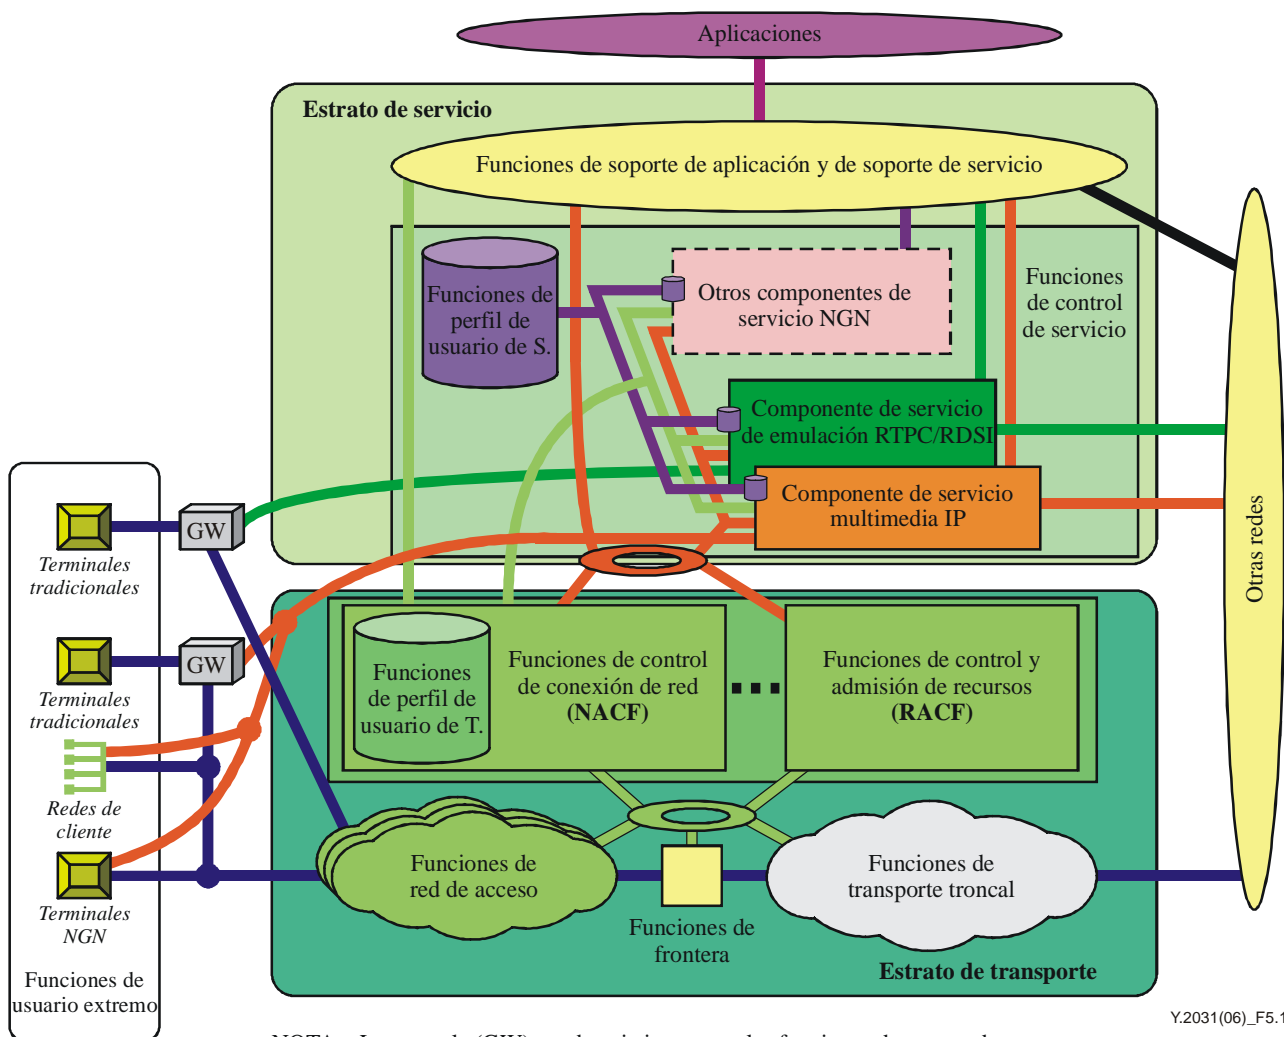 Aplicaciones
Estrato de servicio
Funciones de soporte de aplicación y de soporte de servicio
Funciones de
perfil de
usuario de S.
Otros componentes de
servicio NGN
Funciones
de control
de servicio
Componente de servicio
de emulación RTPC/RDSI
Componente de servicio
multimedia IP
Otras redes
GW
Terminales
tradicionales
GW
Terminales
tradicionales
Redes de
cliente
Terminales
NGN
Funciones de
usuario extremo
Funciones
de perfil de
usuario de T.
Funciones de control
de conexión de red
(NACF)
Funciones de control y
admisión de recursos
(RACF)
Funciones de
red de acceso
Funciones de
frontera
Funciones de
transporte troncal
Estrato de transporte
Y.2031(06)_F5.1